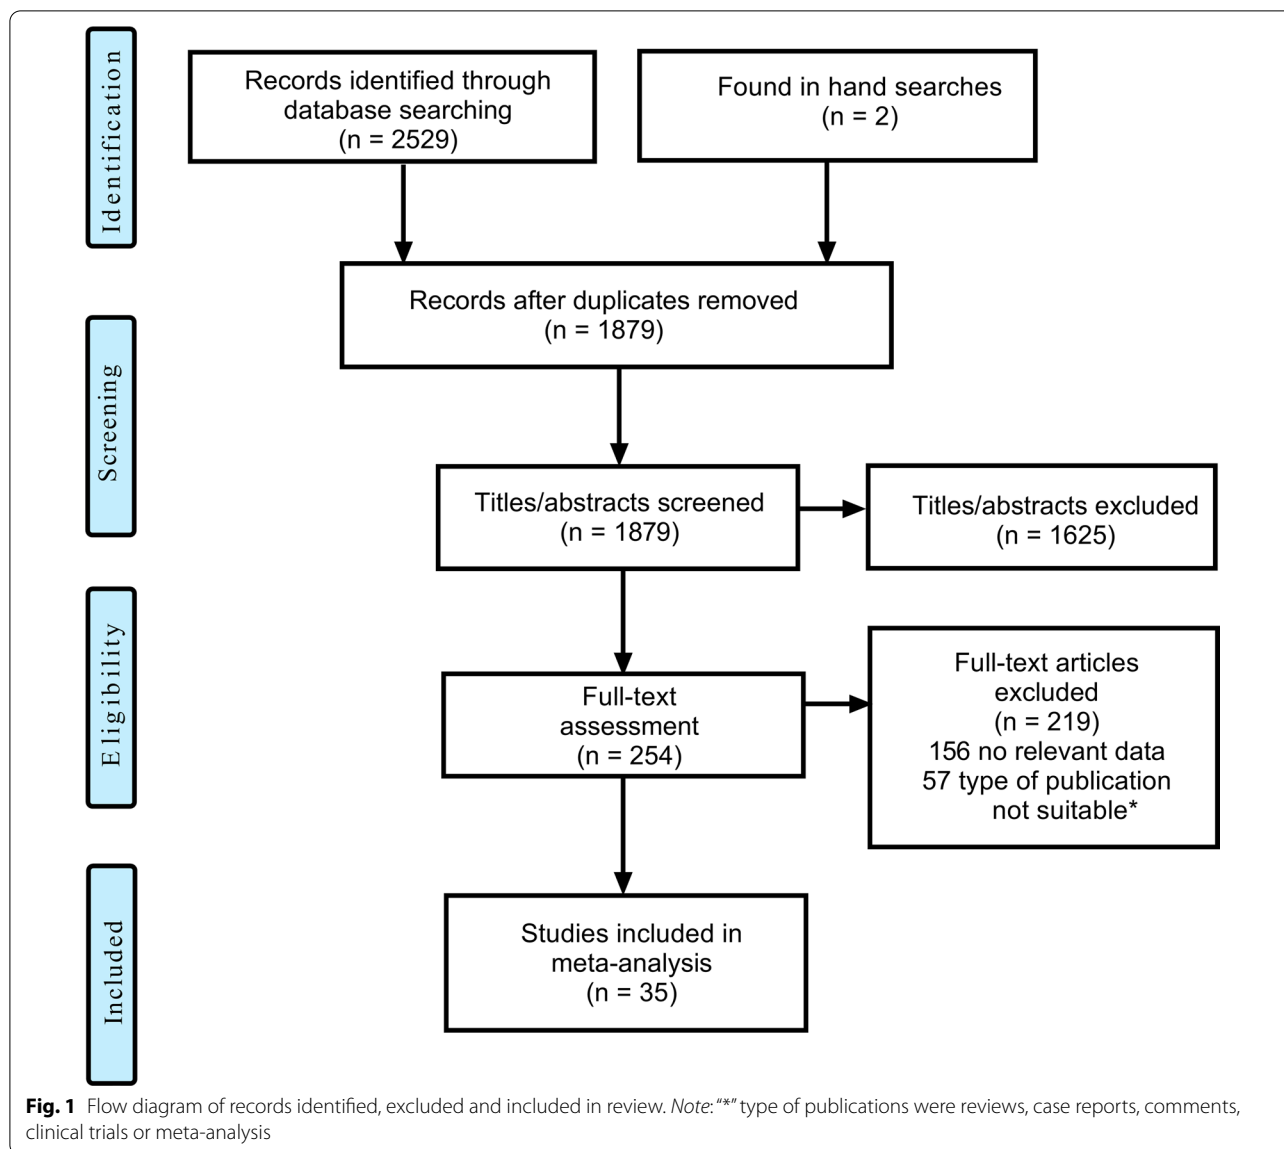 Identification
Records identified through
database searching
(n = 2529)
Found in hand searches
(n = 2)
Records after duplicates removed
(n = 1879)
Screening
Titles/abstracts screened
(n = 1879)
Titles/abstracts excluded
(n = 1625)
Eligibility
Full-text
assessment
(n = 254)
Full-text articles
excluded
(n = 219)
156 no relevant data
57 type of publication
not suitable*
Included
Studies included in
meta-analysis
(n = 35)
Fig. 1 Flow diagram of records identified, excluded and included in review. Note: “*” type of publications were reviews, case reports, comments,
clinical trials or meta-analysis